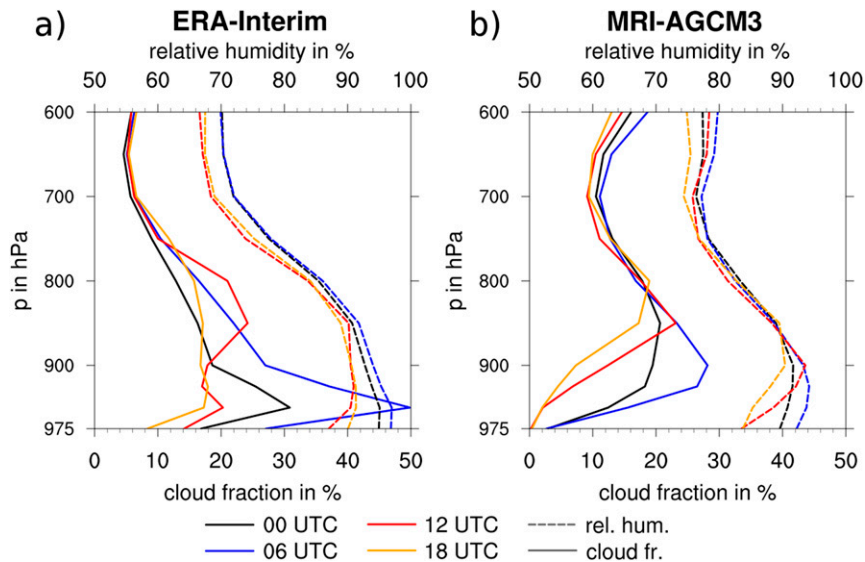 a) ERA-Interim
relative humidity in %
50 60 70 80 90 100
600
700
800
900
975
p in hPa
0 10 20 30 40 50
cloud fraction in %
b) MRI-AGCM3
relative humidity in %
50 60 70 80 90 100
600
700
800
900
975
p in hPa
0 10 20 30 40 50
cloud fraction in %
00 UTC 12 UTC rel. hum.
06 UTC 18 UTC cloud fr.